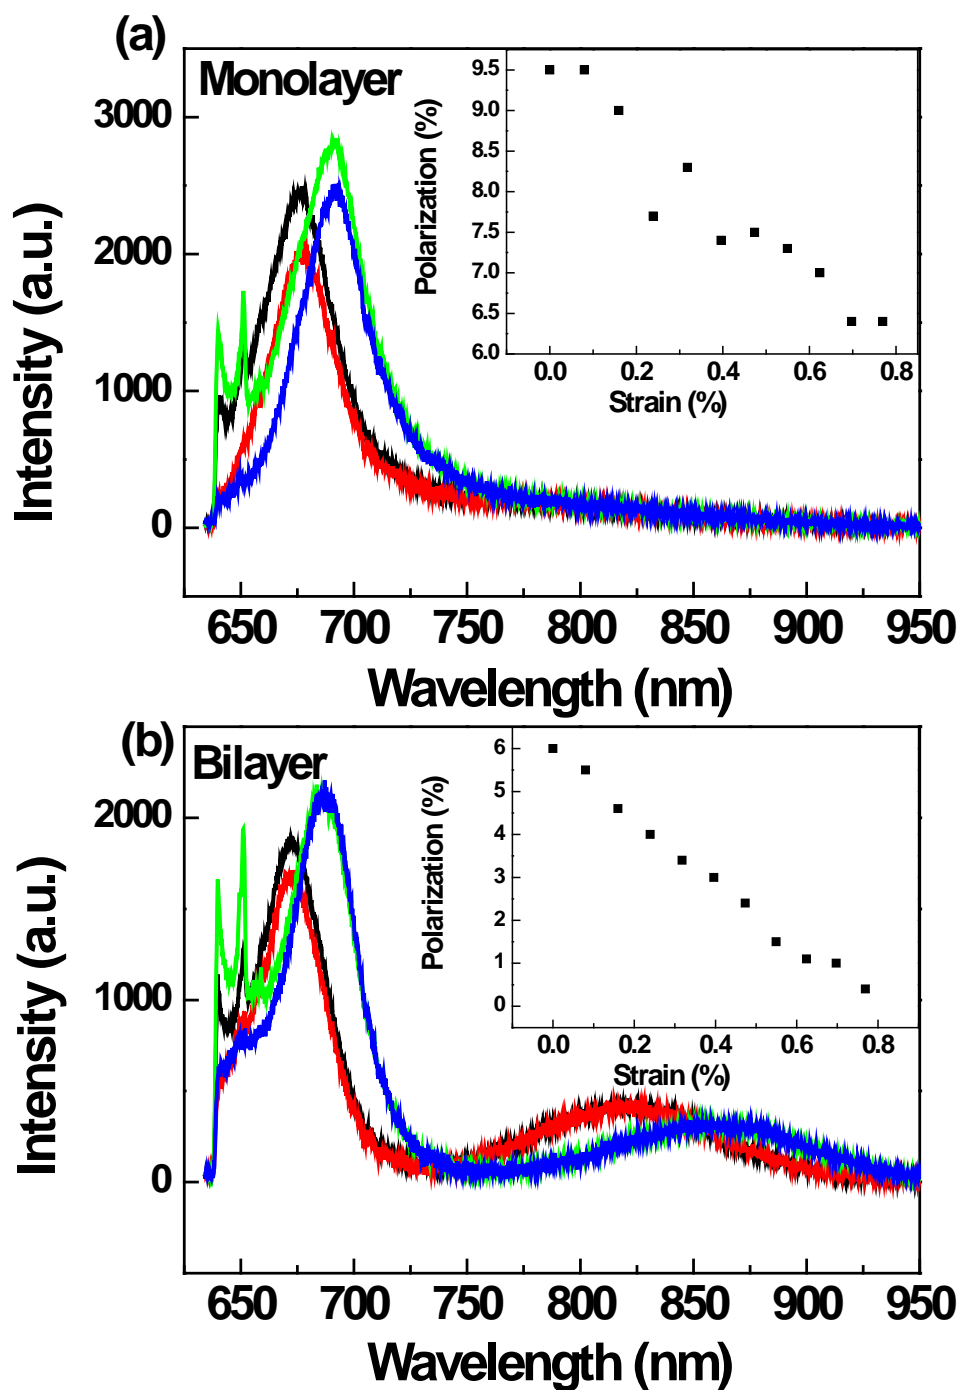 (a)
Monolayer
Intensity (a.u.)
3000
2000
1000
0
650 700 750 800 850 900 950
Wavelength (nm)
Polarization (%)
9.5
9.0
8.5
8.0
7.5
7.0
6.5
6.0
0.0 0.2 0.4 0.6 0.8
Strain (%)
(b)
Bilayer
Intensity (a.u.)
2000
1000
0
650 700 750 800 850 900 950
Wavelength (nm)
Polarization (%)
6
5
4
3
2
1
0
0.0 0.2 0.4 0.6 0.8
Strain (%)